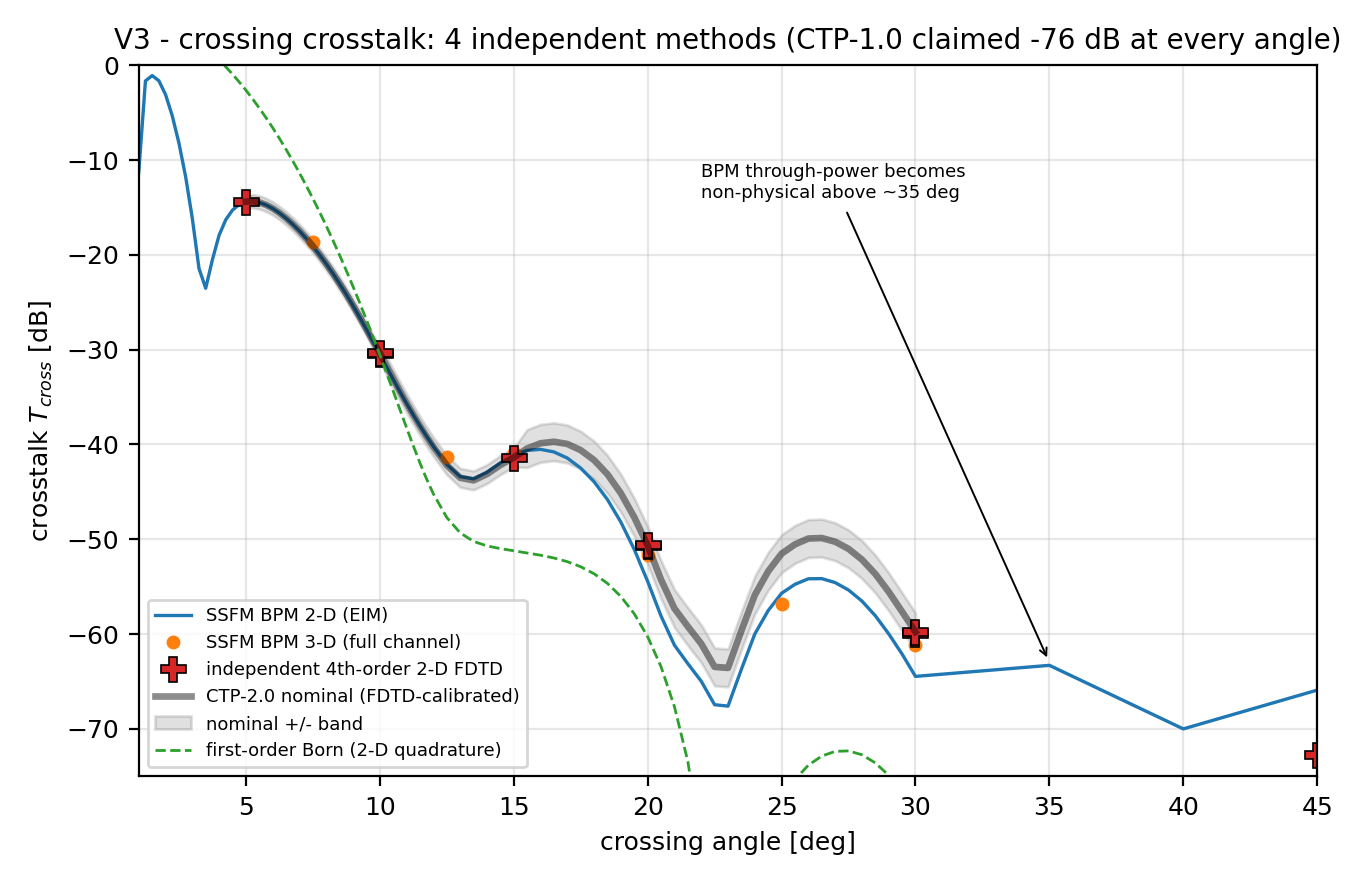 V3 - crossing crosstalk: 4 independent methods (CTP-1.0 claimed -76 dB at every angle)
0
−10
−20
−30
−40
−50
−60
−70
crosstalk T_cross [dB]
BPM through-power becomes
non-physical above ~35 deg
SSFM BPM 2-D (EIM)
SSFM BPM 3-D (full channel)
independent 4th-order 2-D FDTD
CTP-2.0 nominal (FDTD-calibrated)
nominal +/- band
first-order Born (2-D quadrature)
5 10 15 20 25 30 35 40 45
crossing angle [deg]